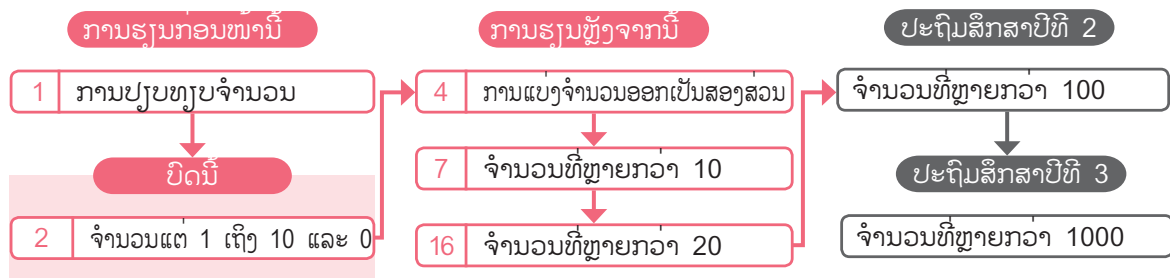 ການຮຽນກ່ອນໜ້ານີ້
1 ການປຽບທຽບຈຳນວນ
ບົດນີ້
2 ຈຳນວນແຕ່ 1 ເຖິງ 10 ແລະ 0
ການຮຽນຫຼັງຈາກນີ້
4 ການແບ່ງຈຳນວນອອກເປັນສອງສ່ວນ
7 ຈຳນວນທີ່ຫຼາຍກວ່າ 10
16 ຈຳນວນທີ່ຫຼາຍກວ່າ 20
ປະຖົມສຶກສາປີທີ 2
ຈຳນວນທີ່ຫຼາຍກວ່າ 100
ປະຖົມສຶກສາປີທີ 3
ຈຳນວນທີ່ຫຼາຍກວ່າ 1000